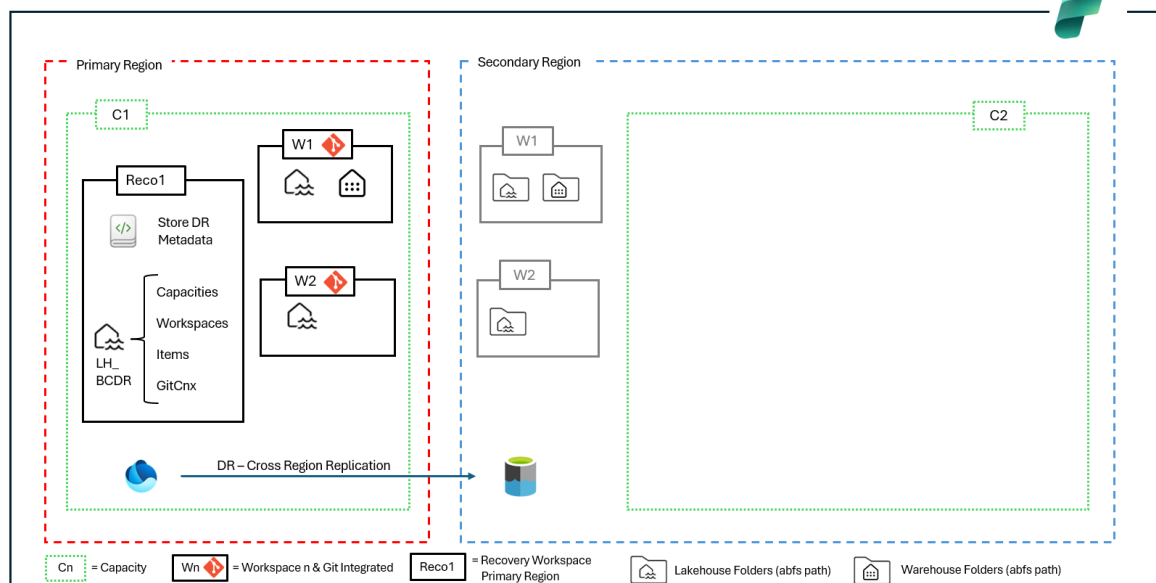 Primary Region
C1
Reco1
Store DR
Metadata
Capacities
Workspaces
Items
GitCnx
LH_
BCDR
W1
W2
DR – Cross Region Replication
Secondary Region
W1
W2
C2
Cn = Capacity
Wn = Workspace n & Git Integrated
Reco1 = Recovery Workspace
Primary Region
Lakehouse Folders (abfs path)
Warehouse Folders (abfs path)